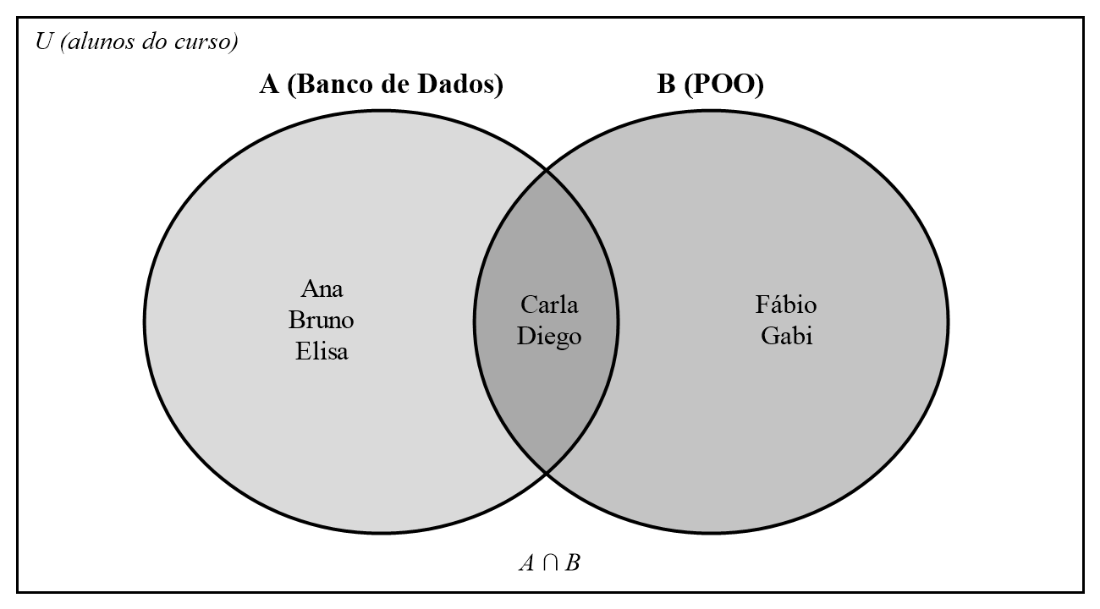 U (alunos do curso)
A (Banco de Dados)
B (POO)
Ana
Bruno
Elisa
Carla
Diego
Fábio
Gabi
A ∩ B